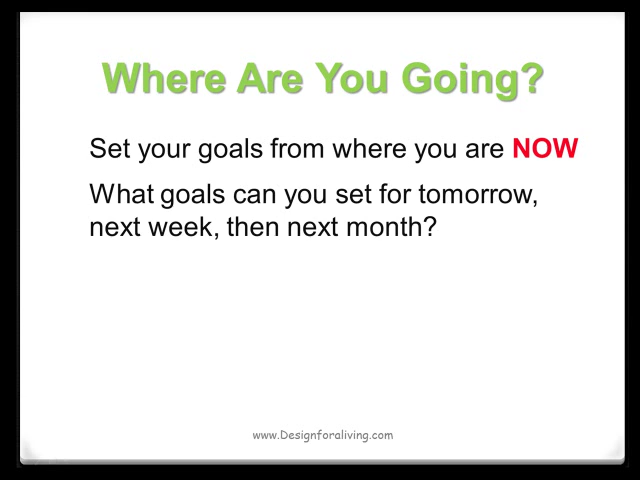 Where Are You Going?
Set your goals from where you are NOW
What goals can you set for tomorrow,
next week, then next month?
www.Designforaliving.com